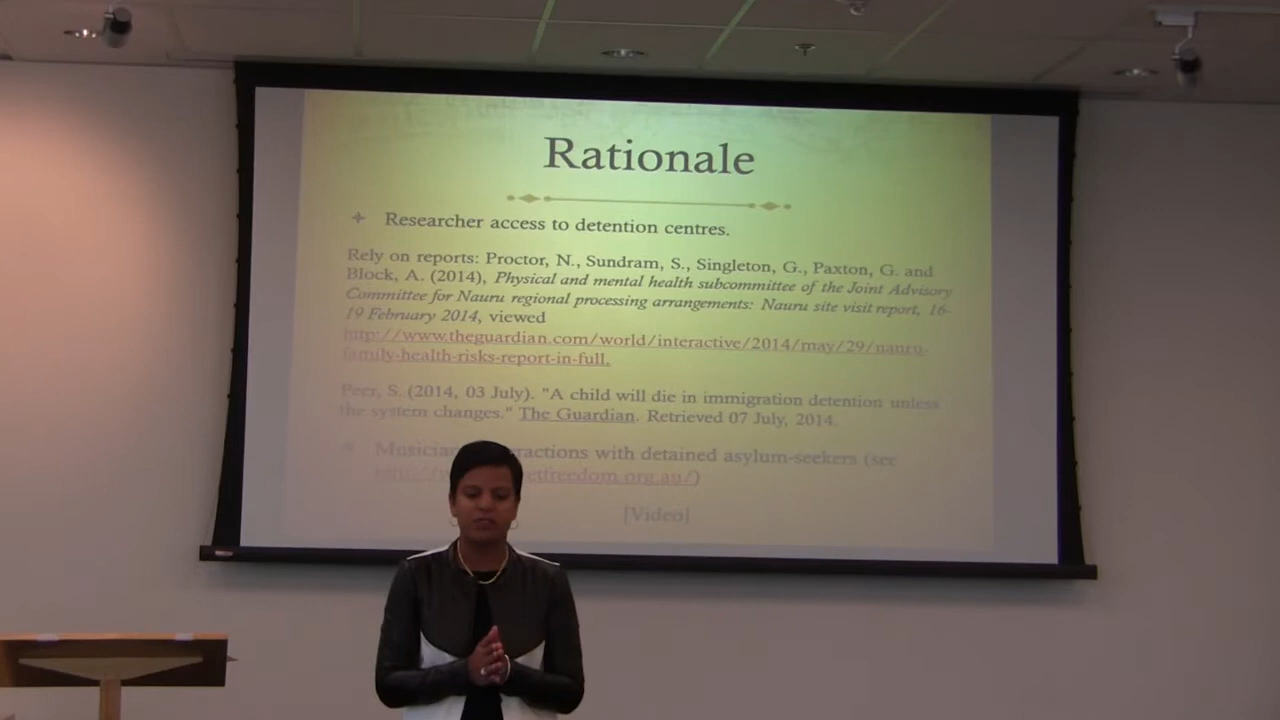 Rationale
Researcher access to detention centres.
Rely on reports: Proctor, N., Sundram, S., Singleton, G., Paxton, G. and
Block, A. (2014), Physical and mental health subcommittee of the Joint Advisory
Committee for Nauru regional processing arrangements: Nauru site visit report, 16-
19 February 2014, viewed
http://www.theguardian.com/world/interactive/2014/may/29/nauru-
family-health-risks-report-in-full.
Peer, S. (2014, 03 July). "A child will die in immigration detention unless
the system changes." The Guardian. Retrieved 07 July, 2014.
with detained asylum-seekers (see
etfreedom.org.au/)
[Video]